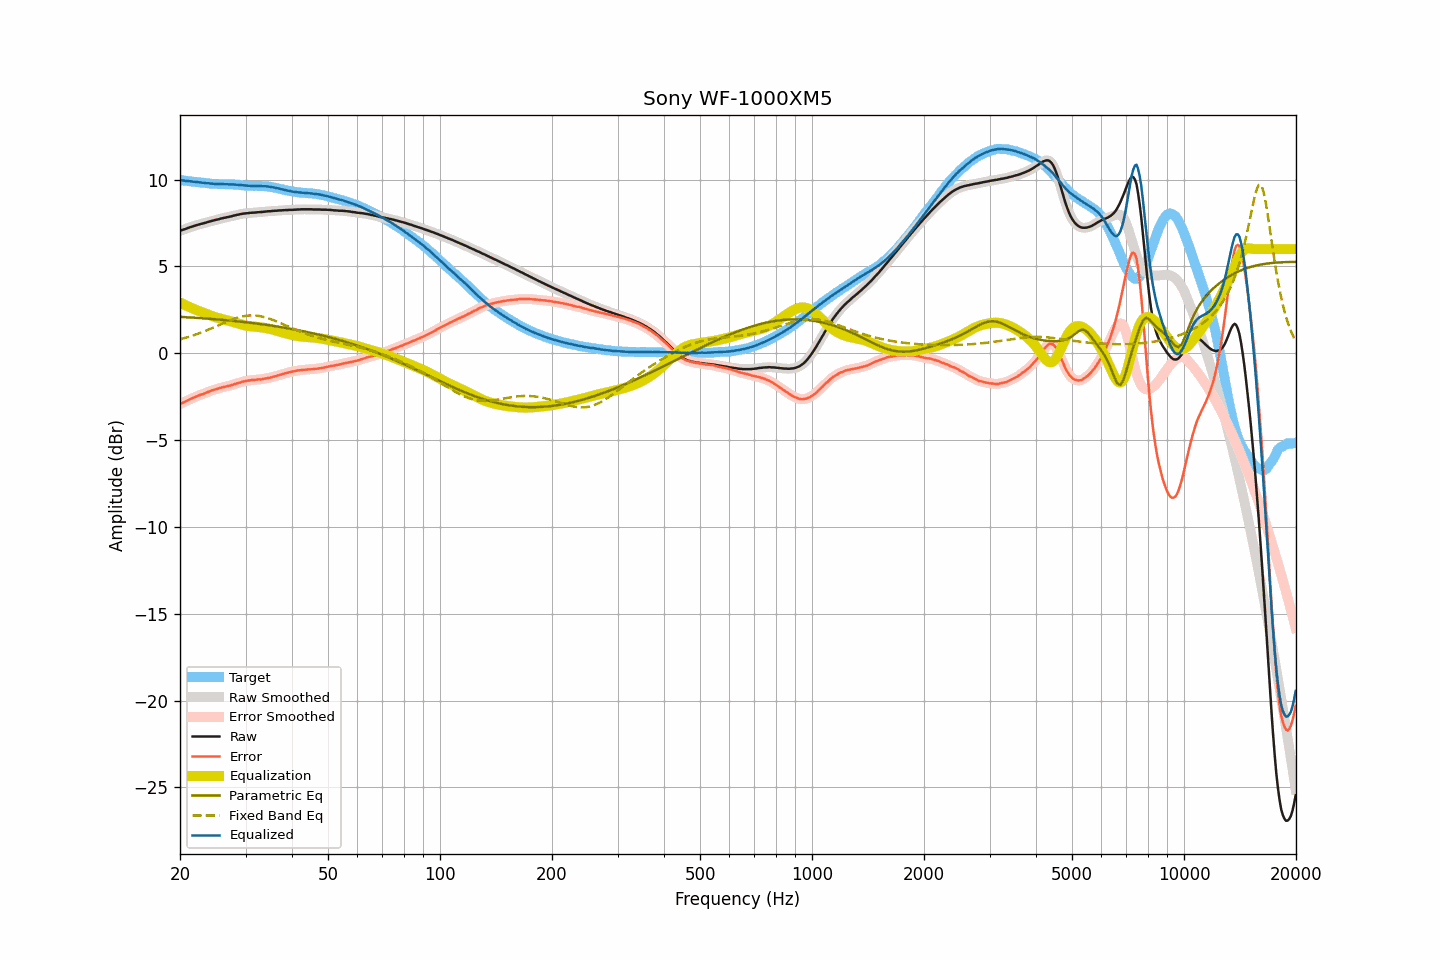 Sony WF-1000XM5
10
5
0
−5
−10
−15
−20
−25
Amplitude (dBr)
Target
Raw Smoothed
Error Smoothed
Raw
Error
Equalization
Parametric Eq
Fixed Band Eq
Equalized
20 50 100 200 500 1000 2000 5000 10000 20000
Frequency (Hz)